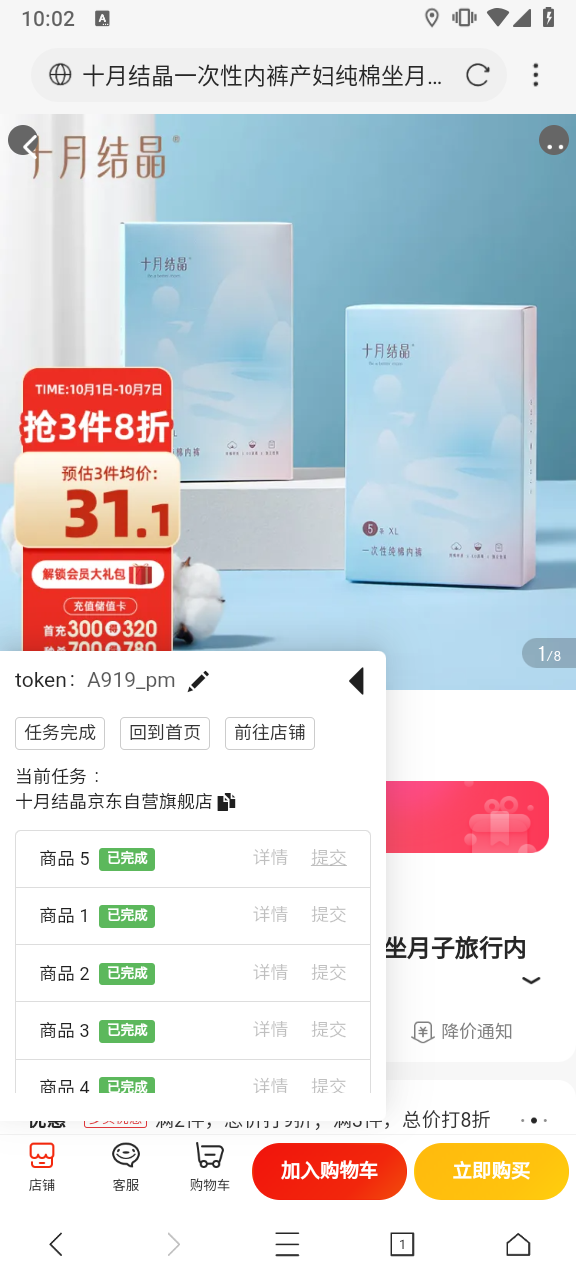 10:02
A
十月结晶一次性内裤产妇纯棉坐月...
十月结晶
十月结晶
十月结晶
TIME:10月1日-10月7日
抢3件8折
预估3件均价:
31.1
5 条 XL
一次性纯棉内裤
解锁会员大礼包
充值储值卡
首充300得320
1/8
token: A919_pm
任务完成
回到首页
前往店铺
当前任务：
十月结晶京东自营旗舰店
商品 5 已完成 详情 提交
商品 1 已完成 详情 提交
商品 2 已完成 详情 提交
商品 3 已完成 详情 提交
商品 4 已完成 详情 提交
坐月子旅行内
降价通知
优惠 多买优惠 满2件，总价打9折；满3件，总价打8折
店铺
客服
购物车
加入购物车
立即购买
1